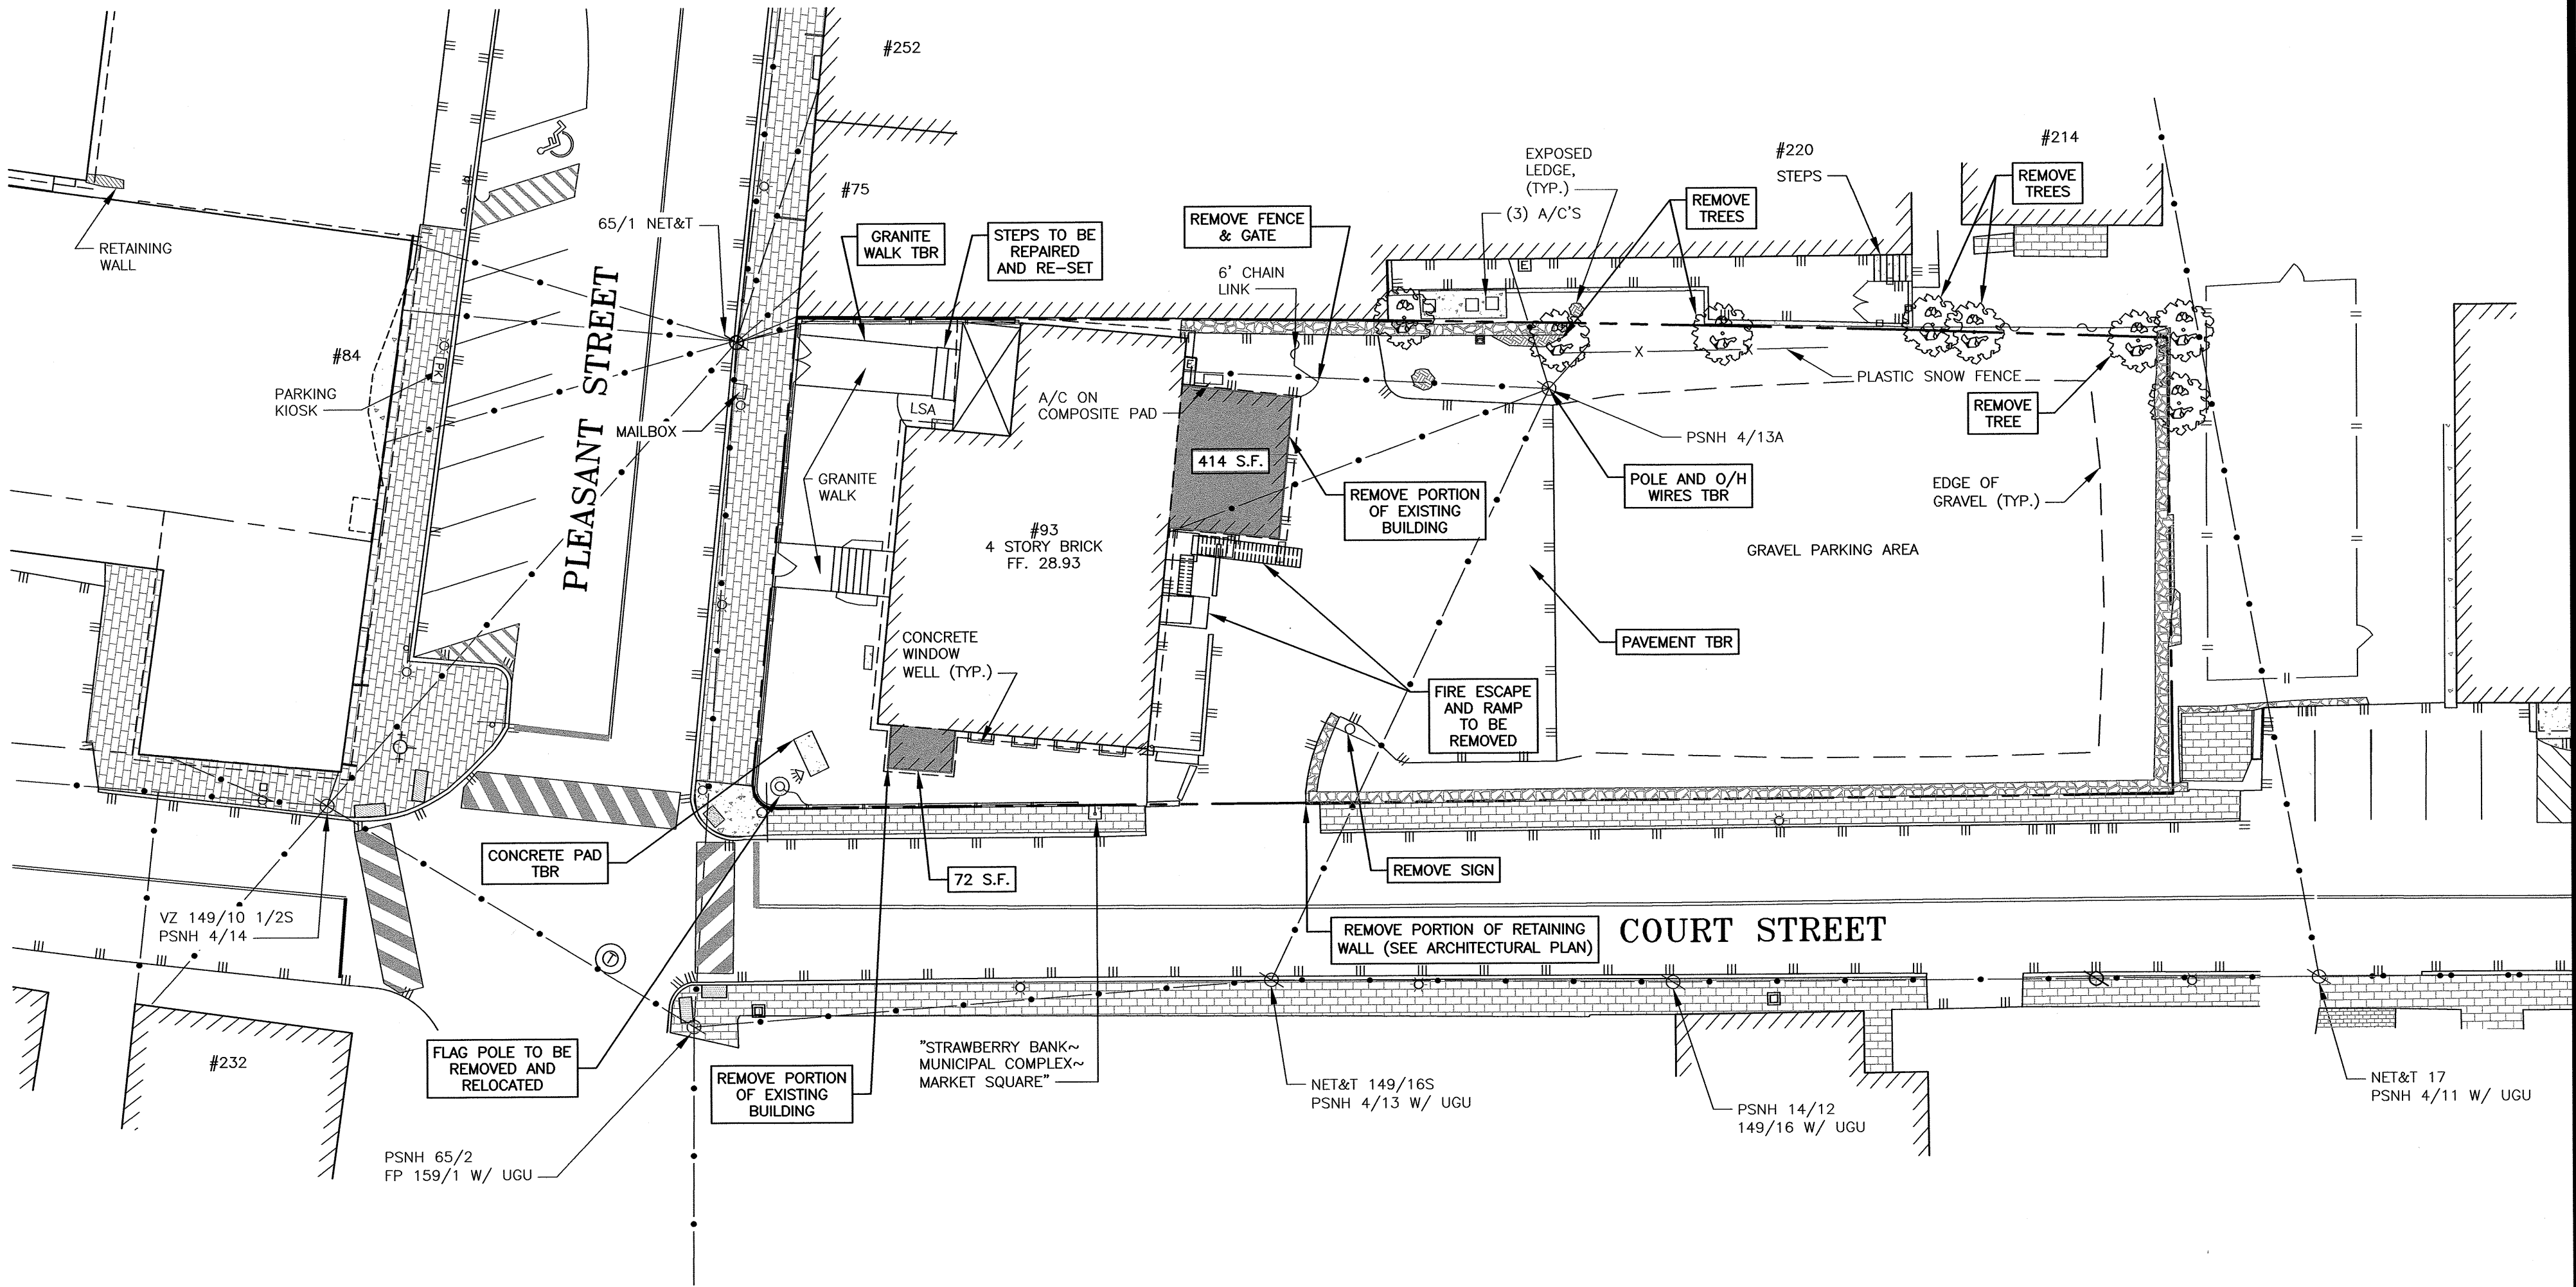 #252
#214
#220
STEPS
REMOVE
TREES
EXPOSED
LEDGE,
(TYP.)
(3) A/C'S
REMOVE
TREES
#75
65/1 NET&T
GRANITE
WALK TBR
STEPS TO BE
REPAIRED
AND RE-SET
REMOVE FENCE
& GATE
6' CHAIN
LINK
RETAINING
WALL
E
E
#84
PARKING
KIOSK
PK
PLEASANT STREET
MAILBOX
LSA
A/C ON
COMPOSITE PAD
X
X
PLASTIC SNOW FENCE
REMOVE
TREE
PSNH 4/13A
414 S.F.
GRANITE
WALK
REMOVE PORTION
OF EXISTING
BUILDING
POLE AND O/H
WIRES TBR
EDGE OF
GRAVEL (TYP.)
#93
4 STORY BRICK
FF. 28.93
GRAVEL PARKING AREA
CONCRETE
WINDOW
WELL (TYP.)
PAVEMENT TBR
FIRE ESCAPE
AND RAMP
TO BE
REMOVED
CONCRETE PAD
TBR
72 S.F.
REMOVE SIGN
VZ 149/10 1/2S
PSNH 4/14
REMOVE PORTION OF RETAINING
WALL (SEE ARCHITECTURAL PLAN)
COURT STREET
T
#232
FLAG POLE TO BE
REMOVED AND
RELOCATED
REMOVE PORTION
OF EXISTING
BUILDING
"STRAWBERRY BANK~
MUNICIPAL COMPLEX~
MARKET SQUARE"
NET&T 149/16S
PSNH 4/13 W/ UGU
PSNH 14/12
149/16 W/ UGU
NET&T 17
PSNH 4/11 W/ UGU
PSNH 65/2
FP 159/1 W/ UGU